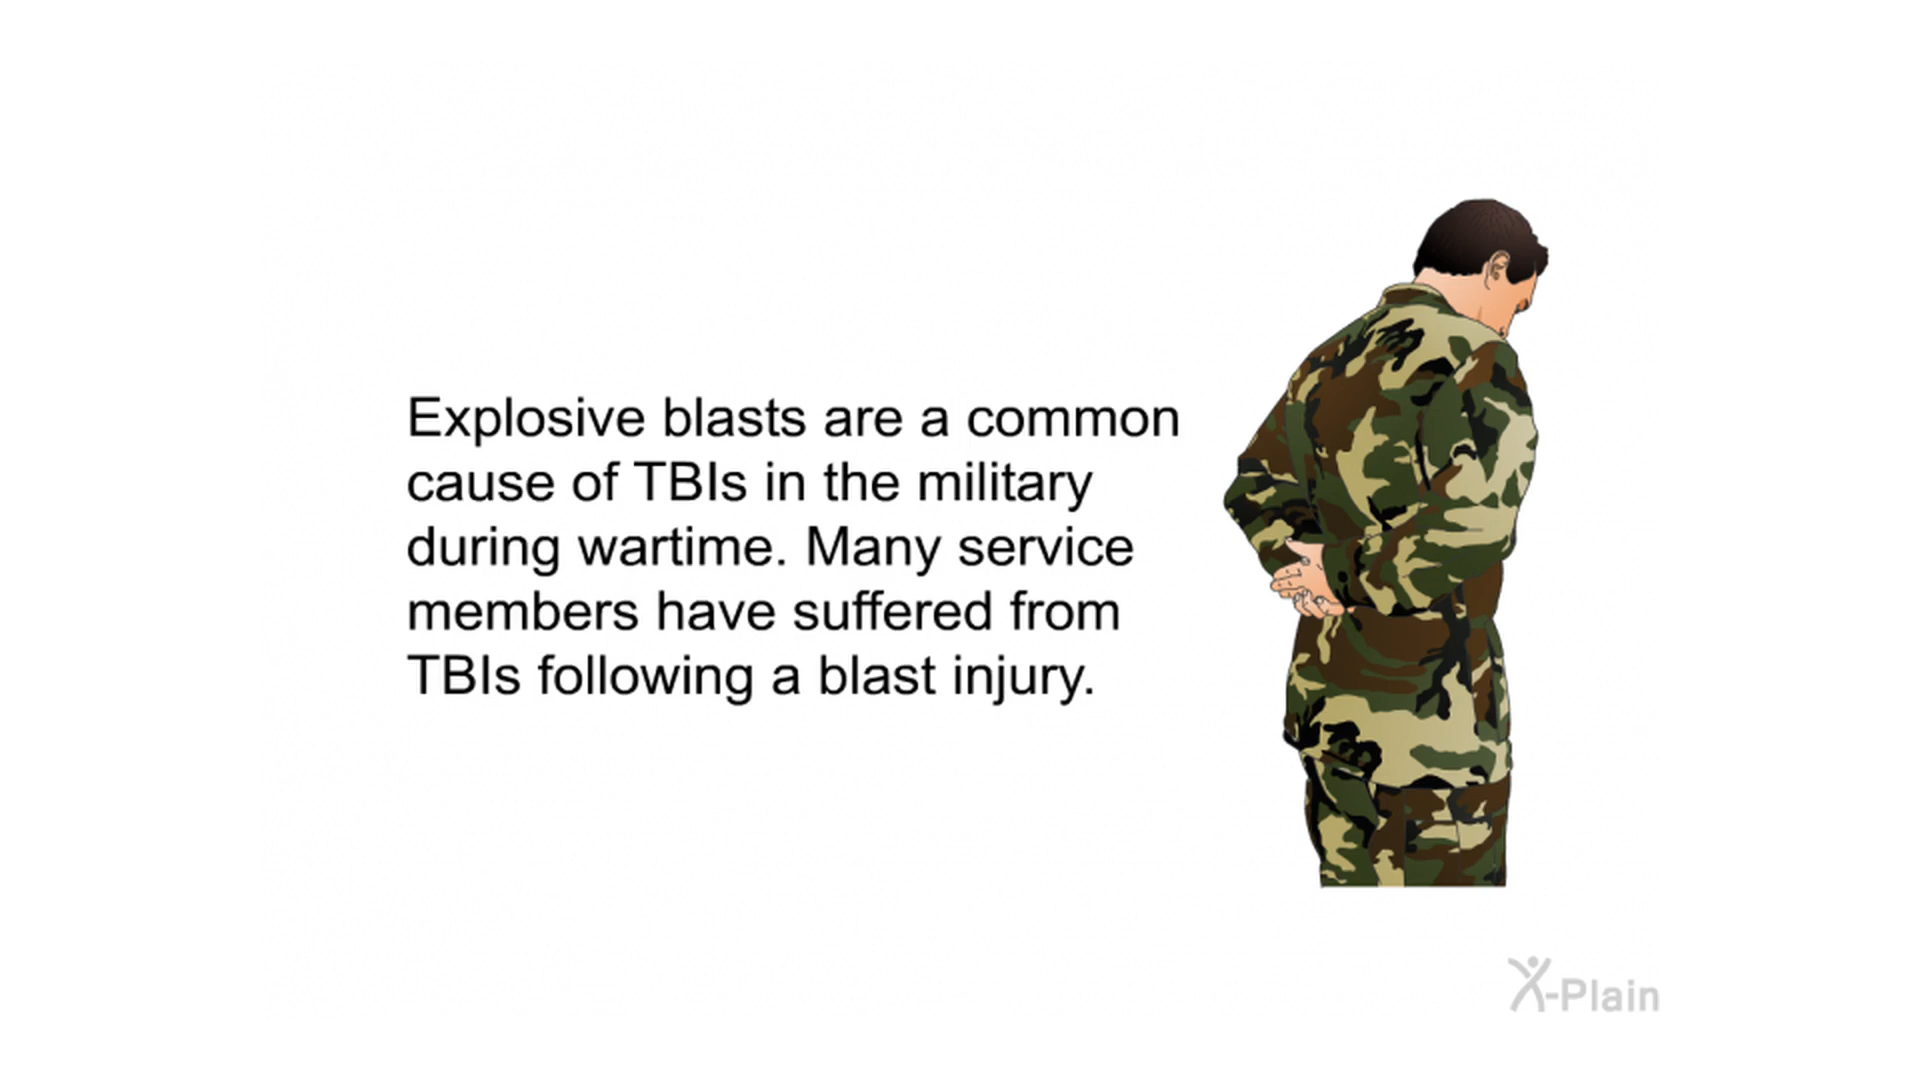 Explosive blasts are a common
cause of TBIs in the military
during wartime. Many service
members have suffered from
TBIs following a blast injury.
X-Plain